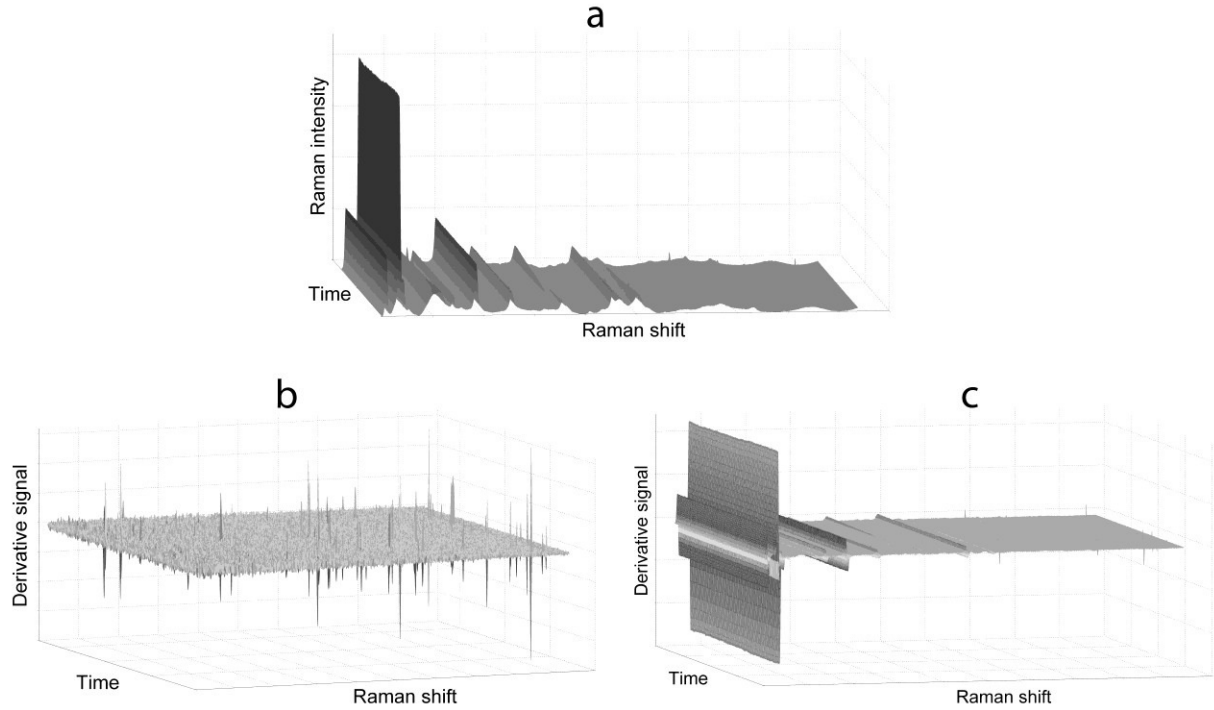 a
Raman intensity
Time
Raman shift
b
Derivative signal
Time
Raman shift
c
Derivative signal
Time
Raman shift